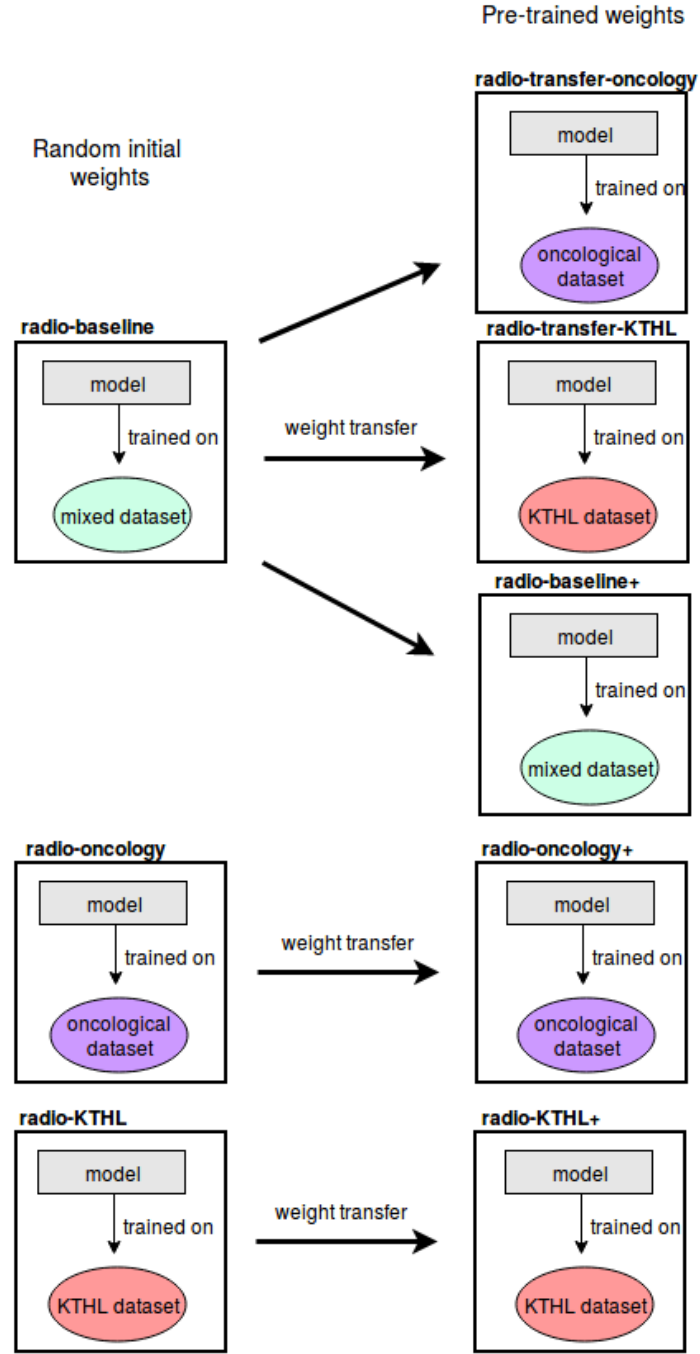 Pre-trained weights
Random initial
weights
radio-transfer-oncology
model
trained on
oncological
dataset
radio-baseline
model
trained on
mixed dataset
weight transfer
radio-transfer-KTHL
model
trained on
KTHL dataset
radio-baseline+
model
trained on
mixed dataset
radio-oncology
model
trained on
oncological
dataset
weight transfer
radio-oncology+
model
trained on
oncological
dataset
radio-KTHL
model
trained on
KTHL dataset
weight transfer
radio-KTHL+
model
trained on
KTHL dataset